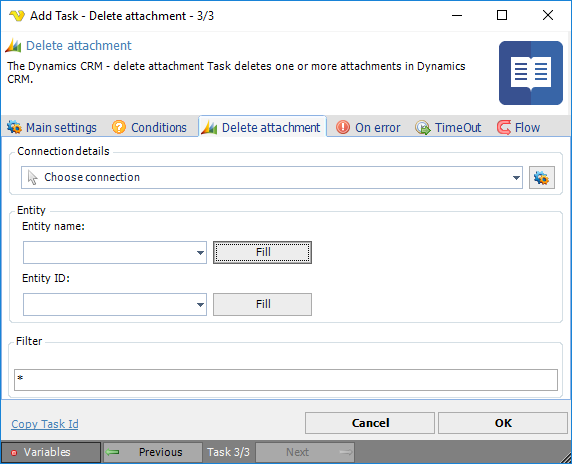 Add Task - Delete attachment - 3/3
Delete attachment
The Dynamics CRM - delete attachment Task deletes one or more attachments in Dynamics
CRM.
Main settings Conditions Delete attachment On error TimeOut Flow
Connection details
Choose connection
Entity
Entity name:
Fill
Entity ID:
Fill
Filter
*
Copy Task Id Cancel OK
Variables Previous Task 3/3 Next